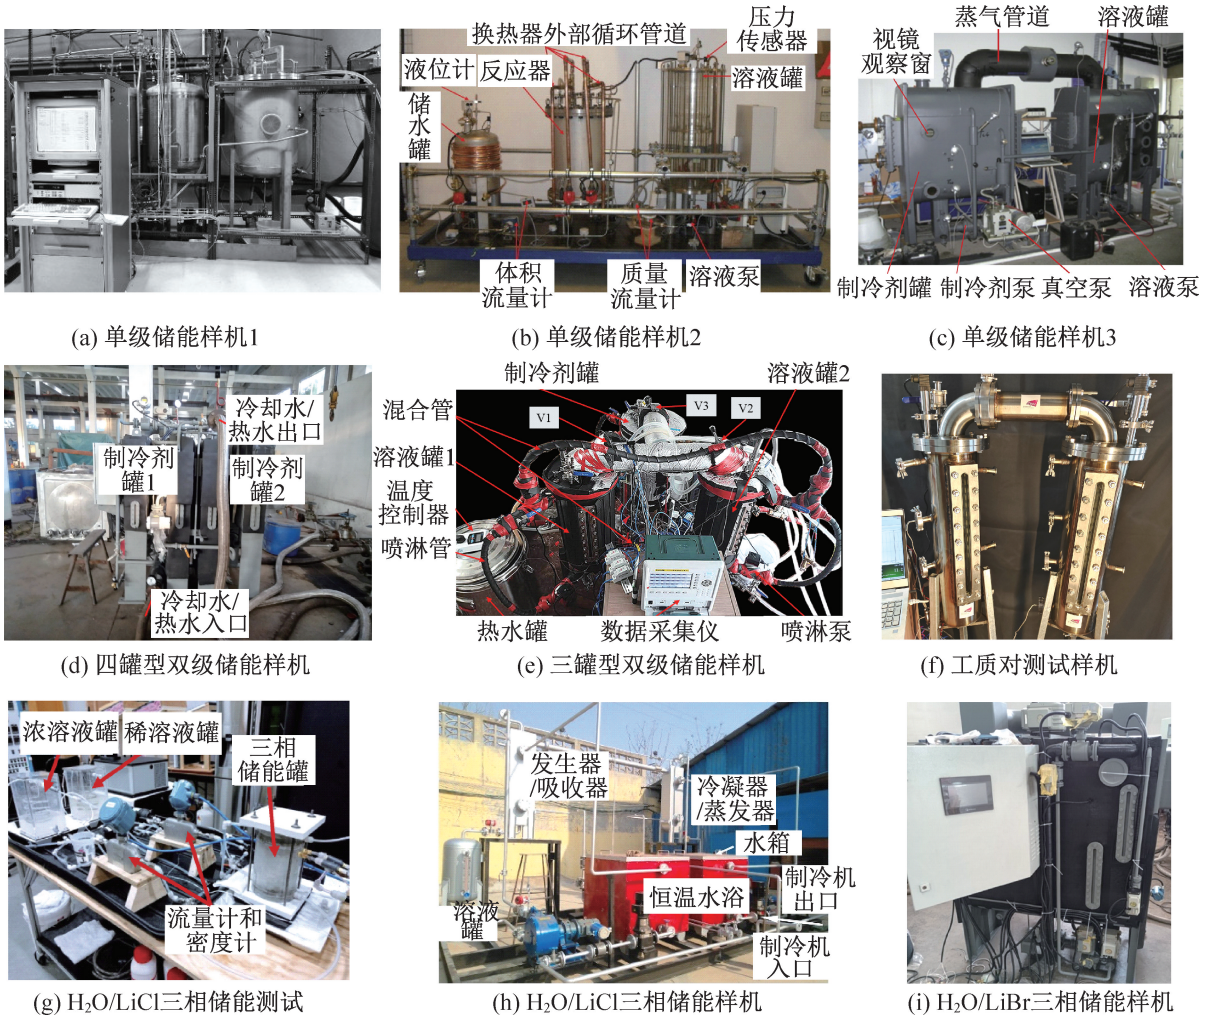 换热器外部循环管道
压力
传感器
液位计
反应器
溶液罐
储
水
罐
体积
流量计
质量
流量计
溶液泵
蒸气管道
溶液罐
视镜
观察窗
制冷剂罐
制冷剂泵
真空泵
溶液泵
(a) 单级储能样机1
(b) 单级储能样机2
(c) 单级储能样机3
冷却水/
热水出口
制冷剂
罐1
制冷剂
罐2
冷却水/
热水入口
制冷剂罐
溶液罐2
混合管
V1
V3
V2
溶液罐1
温度
控制器
喷淋管
热水罐
数据采集仪
喷淋泵
(d) 四罐型双级储能样机
(e) 三罐型双级储能样机
(f) 工质对测试样机
浓溶液罐
稀溶液罐
三相
储能罐
流量计和
密度计
发生器
/吸收器
冷凝器
/蒸发器
水箱
恒温水浴
制冷机
出口
溶液
罐
制冷机
入口
(g) H₂O/LiCl三相储能测试
(h) H₂O/LiCl三相储能样机
(i) H₂O/LiBr三相储能样机